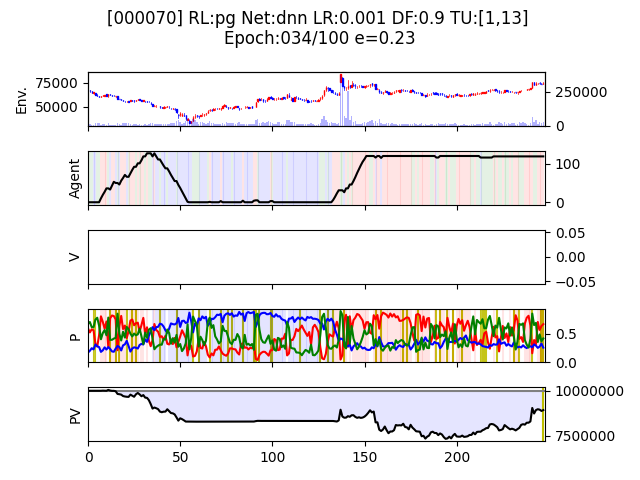 [000070] RL:pg Net:dnn LR:0.001 DF:0.9 TU:[1,13]
Epoch:034/100 e=0.23
Env.
75000
50000
250000
0
Agent
100
0
V
0.05
0.00
−0.05
P
0.5
0.0
PV
10000000
7500000
0 50 100 150 200